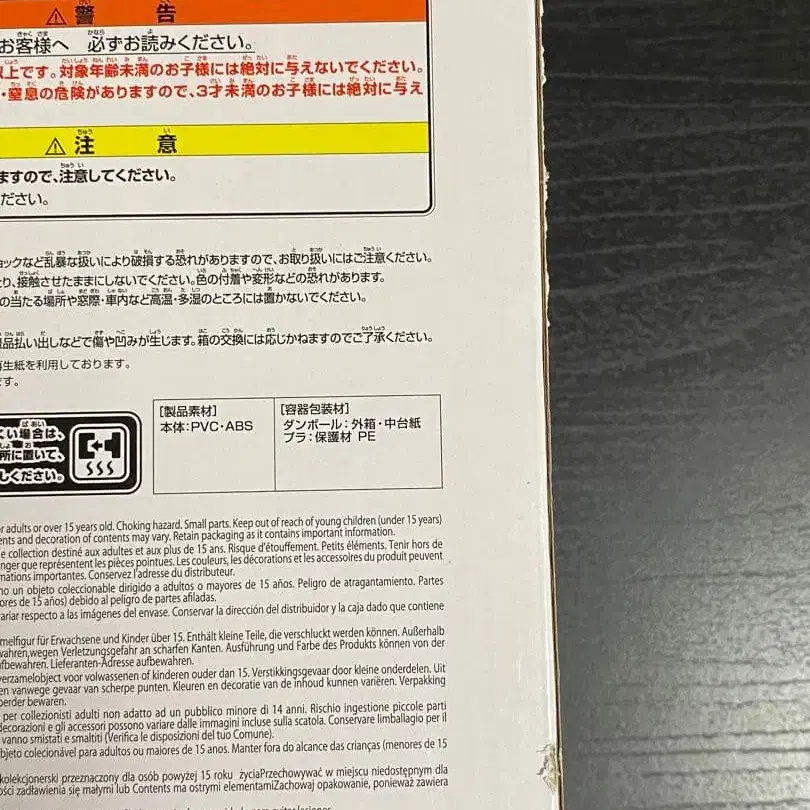 ⚠警告
お客様へ 必ずお読みください。
以上です。対象年齢未満のお子様には絶対に与えないでください。
・窒息の危険がありますので、3才未満のお子様には絶対に与え
⚠注意
ますので、注意してください。
ださい。
ョックなど乱暴な扱いにより破損する恐れがありますので、お取り扱いにはご注意ください。
たり、接触させたままにしないでください。色の付着や変形などの恐れがあります。
の当たる場所や窓際・車内など高温・多湿のところには置かないでください。
景品払い出しなどで傷や凹みが生じます。箱の交換には応じかねますのでご了承ください。
再生紙を利用しております。
です。
くい場合は、
所に置いて、
しください。
[製品素材]
本体：PVC・ABS
[容器包装材]
ダンボール：外箱・中台紙
プラ：保護材 PE
or adults or over 15 years old. Choking hazard. Small parts. Keep out of reach of young children (under 15 years)
ents and decoration of contents may vary. Retain packaging as it contains important information.
e collection destiné aux adultes et aux plus de 15 ans. Risque d'étouffement. Petits éléments. Tenir hors de
nger que représentent les pièces pointues. Les couleurs, les décorations et les accessoires du produit peuvent
mations importantes. Conservez l'adresse du distributeur.
no un objeto coleccionable dirigido a adultos o mayores de 15 años. Peligro de atragantamiento. Partes
ores de 15 años) debido al peligro de partes afiladas.
ariar respecto a las imágenes del envase. Conservar la dirección del distribuidor y la caja dado que contiene
melfigur für Erwachsene und Kinder über 15. Enthält kleine Teile, die verschluckt werden können. Außerhalb
wahren,wegen Verletzungsgefahr an scharfen Kanten. Ausführung und Farbe des Produkts können von der
ufbewahren. Lieferanten-Adresse aufbewahren.
verzamelobject voor volwassenen of kinderen ouder dan 15. Verstikkingsgevaar door kleine onderdelen. Uit
en vanwege gevaar van scherpe punten. Kleuren en decoratie van de inhoud kunnen variëren. Verpakking
perder bewaren.
per collezionisti adulti non adatto ad un pubblico minore di 14 anni. Rischio ingestione piccole parti
decorazioni e gli accessori possono variare dalle immagini incluse sulla scatola. Conservare limballagio per il
vanno smistati e smaltiti (Verifica le disposizioni del tuo Comune).
bjeto colecionável para adultos ou maiores de 15 anos. Manter fora do alcance das crianças (menores de 15
kolekcjonerski przeznaczony dla osób powyżej 15 roku życiaPrzechowywać w miejscu niedostępnym dla
ości zadławienia się małymi lub Contents ma ostrymi elementamiZachowaj opakowanie, ponieważ zawiera